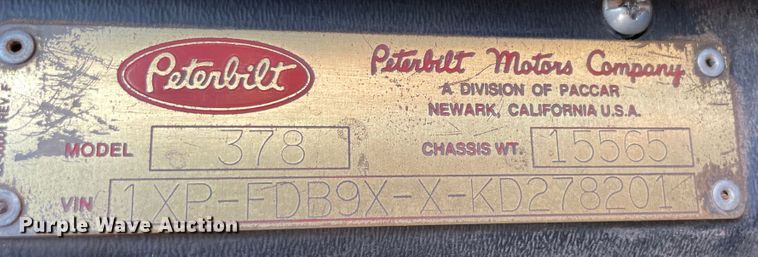 Peterbilt
Peterbilt Motors Company
A DIVISION OF PACCAR
NEWARK, CALIFORNIA U.S.A.
MODEL 378 CHASSIS WT. 15565
VIN 1XP-FDB9X-X-KD278201
Purple Wave Auction